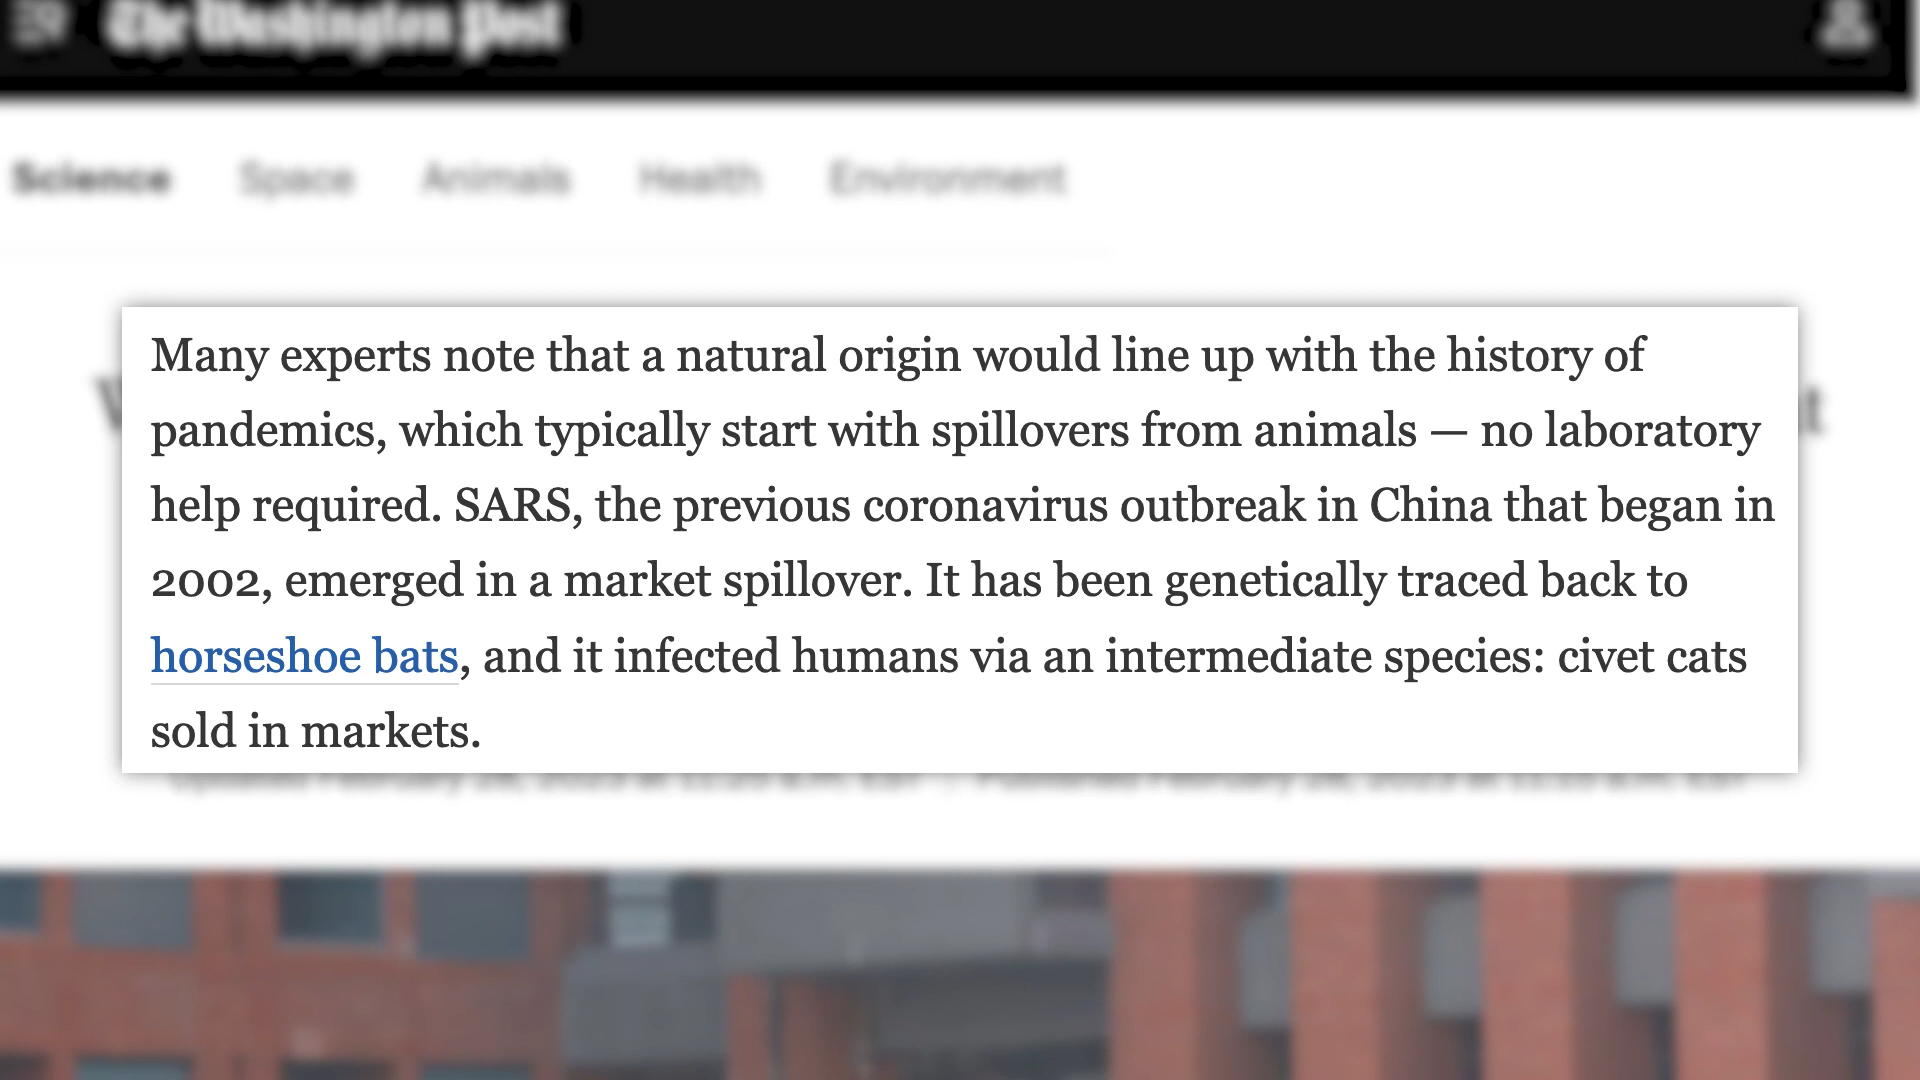 The Washington Post
Science Space Animals Health Environment
Many experts note that a natural origin would line up with the history of
pandemics, which typically start with spillovers from animals — no laboratory
help required. SARS, the previous coronavirus outbreak in China that began in
2002, emerged in a market spillover. It has been genetically traced back to
horseshoe bats, and it infected humans via an intermediate species: civet cats
sold in markets.